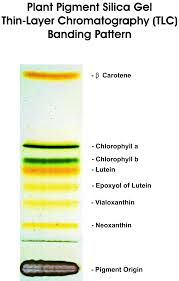 Plant Pigment Silica Gel
Thin-Layer Chromatography (TLC)
Banding Pattern
- β Carotene
- Chlorophyll a
- Chlorophyll b
- Lutein
- Epoxyol of Lutein
- Vialoxanthin
- Neoxanthin
- Pigment Origin